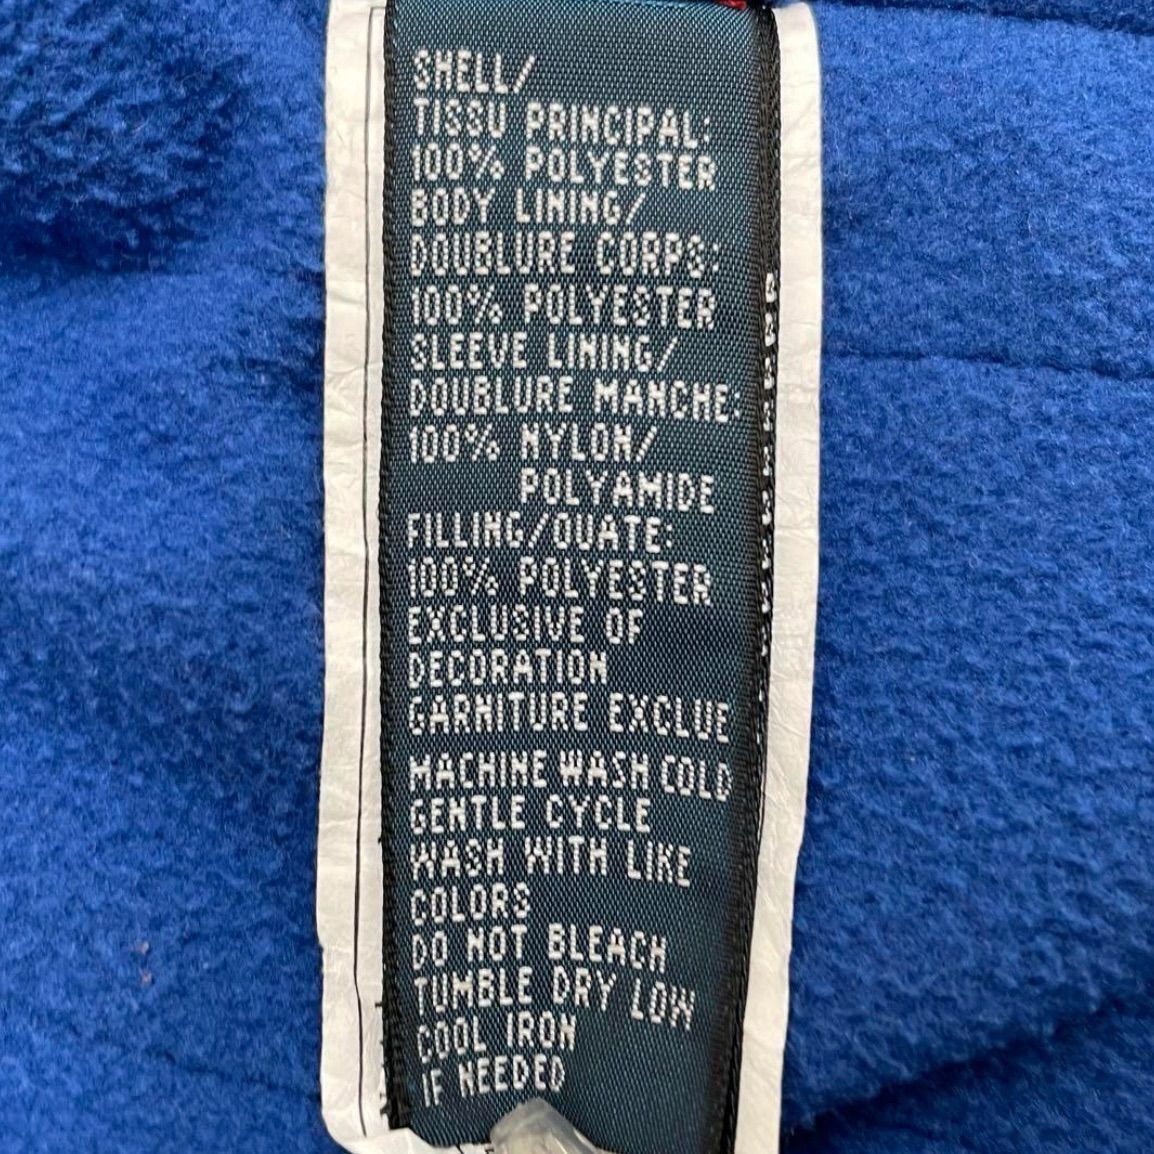 SHELL/
TISSU PRINCIPAL:
100% POLYESTER
BODY LINING/
DOUBLURE CORPS:
100% POLYESTER
SLEEVE LINING/
DOUBLURE MANCHE:
100% NYLON/
POLYAMIDE
FILLING/OUATE:
100% POLYESTER
EXCLUSIVE OF
DECORATION
GARNITURE EXCLUE
MACHINE WASH COLD
GENTLE CYCLE
WASH WITH LIKE
COLORS
DO NOT BLEACH
TUMBLE DRY LOW
COOL IRON
IF NEEDED